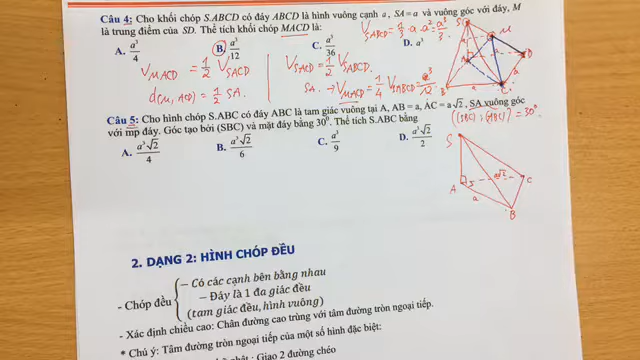 Câu 4: Cho khối chóp S.ABCD có đáy ABCD là hình vuông cạnh a, SA = a và vuông góc với đáy, M
là trung điểm của SD. Thể tích khối chóp MACD là:
A. a³/4 B. a³/12 C. a³/36 D. a³
V_SABCD = 1/3 · a · a² = a³/3.
V_MACD = 1/2 V_SACD V_SACD = 1/2 V_SABCD.
d(M, ACD) = 1/2 SA. → V_MACD = 1/4 V_SABCD = a³/12.
S
M
A
D
B
C
a
Câu 5: Cho hình chóp S.ABC có đáy ABC là tam giác vuông tại A, AB = a, AC = a√2, SA vuông góc
với mp đáy. Góc tạo bởi (SBC) và mặt đáy bằng 30⁰. Thể tích S.ABC bằng
((SBC); (ABC)) = 30°
A. a³√2/4 B. a³√2/6 C. a³/9 D. a³√2/2
S
A
a√2
C
a
B
2. DẠNG 2: HÌNH CHÓP ĐỀU
- Chóp đều { − Có các cạnh bên bằng nhau
− Đáy là 1 đa giác đều
(tam giác đều, hình vuông)
- Xác định chiều cao: Chân đường cao trùng với tâm đường tròn ngoại tiếp.
* Chú ý: Tâm đường tròn ngoại tiếp của một số hình đặc biệt:
: Giao 2 đường chéo